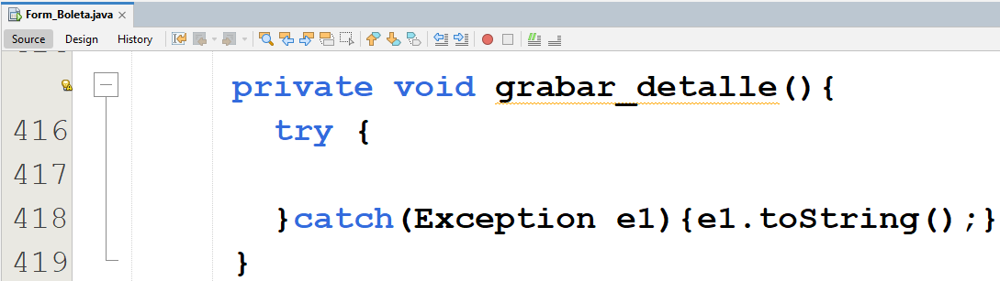 Form_Boleta.java
Source Design History
private void grabar_detalle(){
416 try {
417
418 }catch(Exception e1){e1.toString();}
419 }